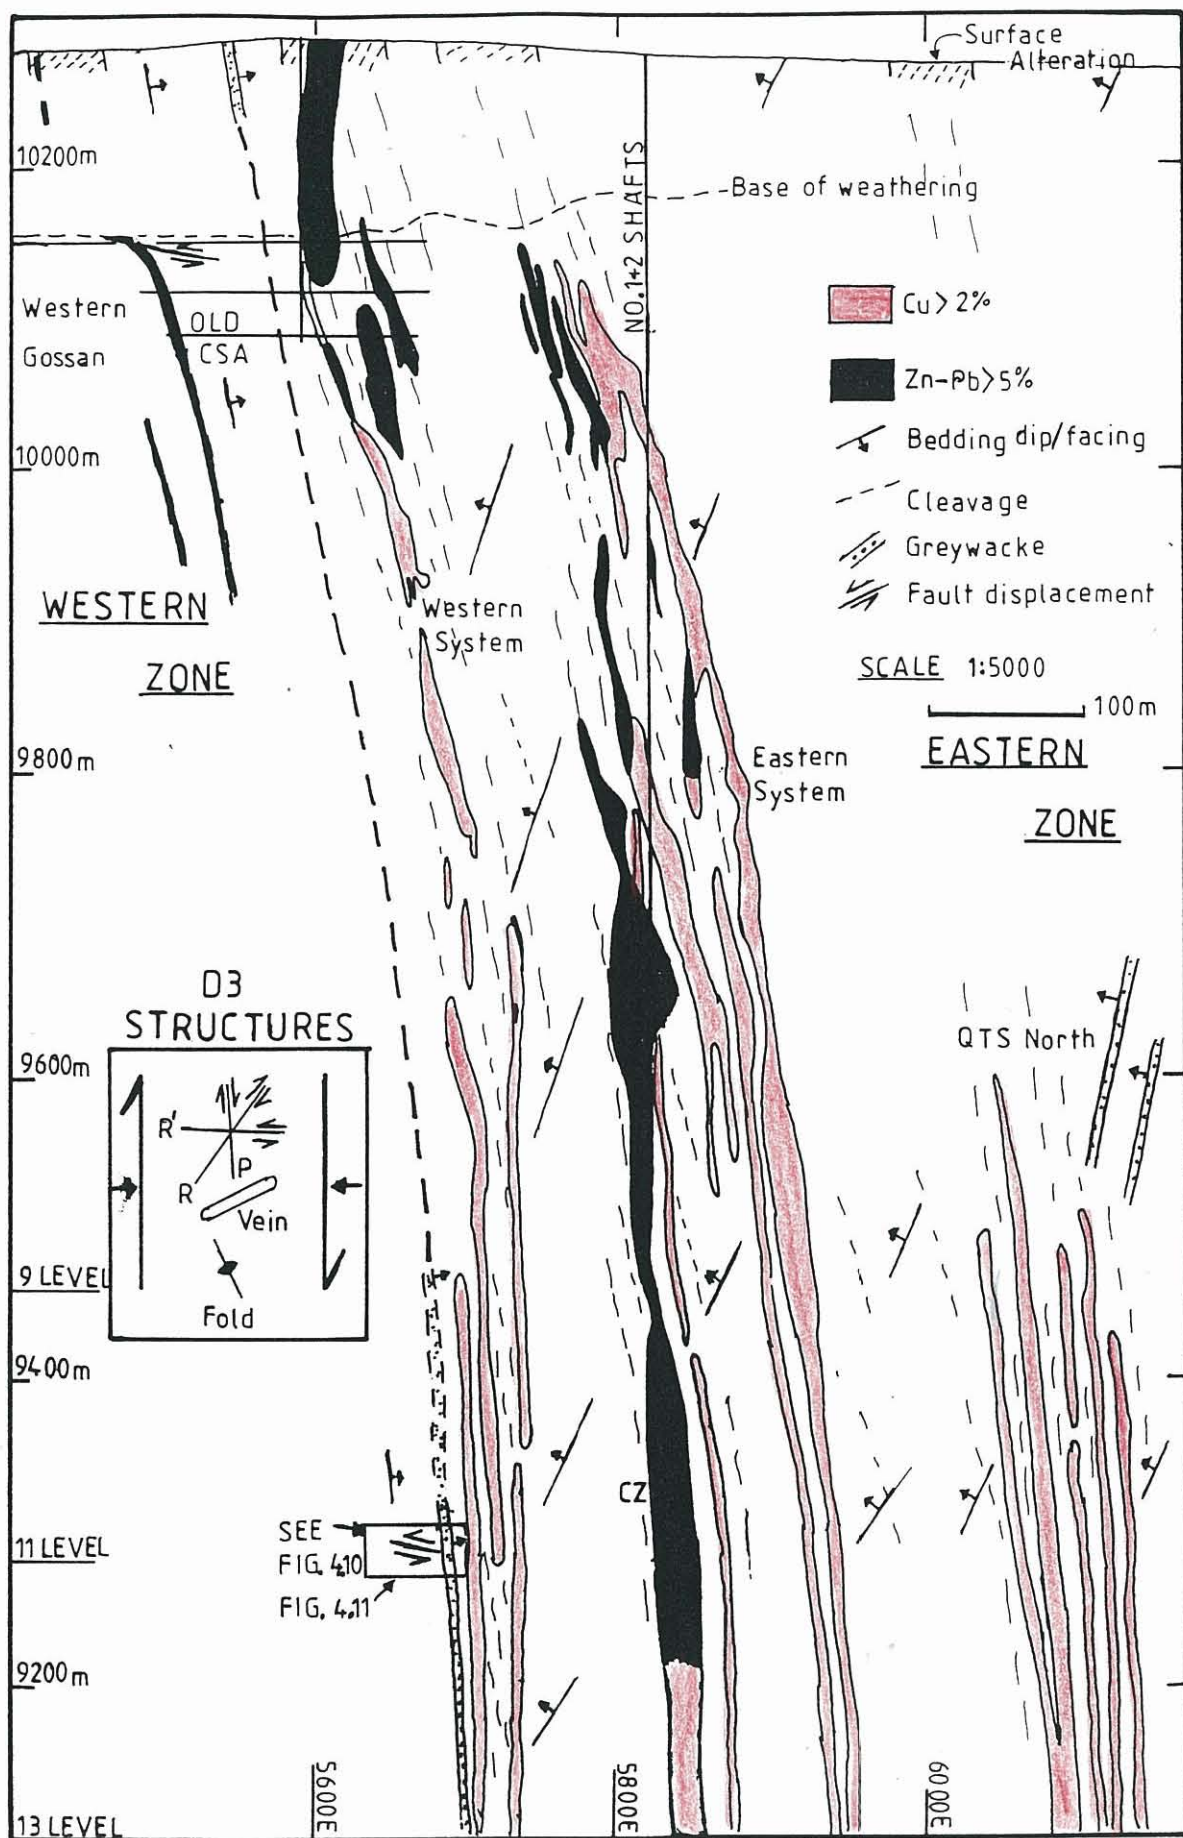 Surface
Alteration
10200m
NO.1+2 SHAFTS
Base of weathering
Western
Gossan
OLD
CSA
Cu>2%
Zn-Pb>5%
Bedding dip/facing
10000m
Cleavage
Greywacke
Fault displacement
WESTERN
ZONE
Western
System
SCALE 1:5000
100m
9800m
Eastern
System
EASTERN
ZONE
D3
STRUCTURES
R'
P
R
Vein
Fold
QTS North
9600m
9 LEVEL
9400m
CZ
SEE
FIG. 4.10
FIG. 4.11
11 LEVEL
9200m
5600E
5800E
6000E
13 LEVEL